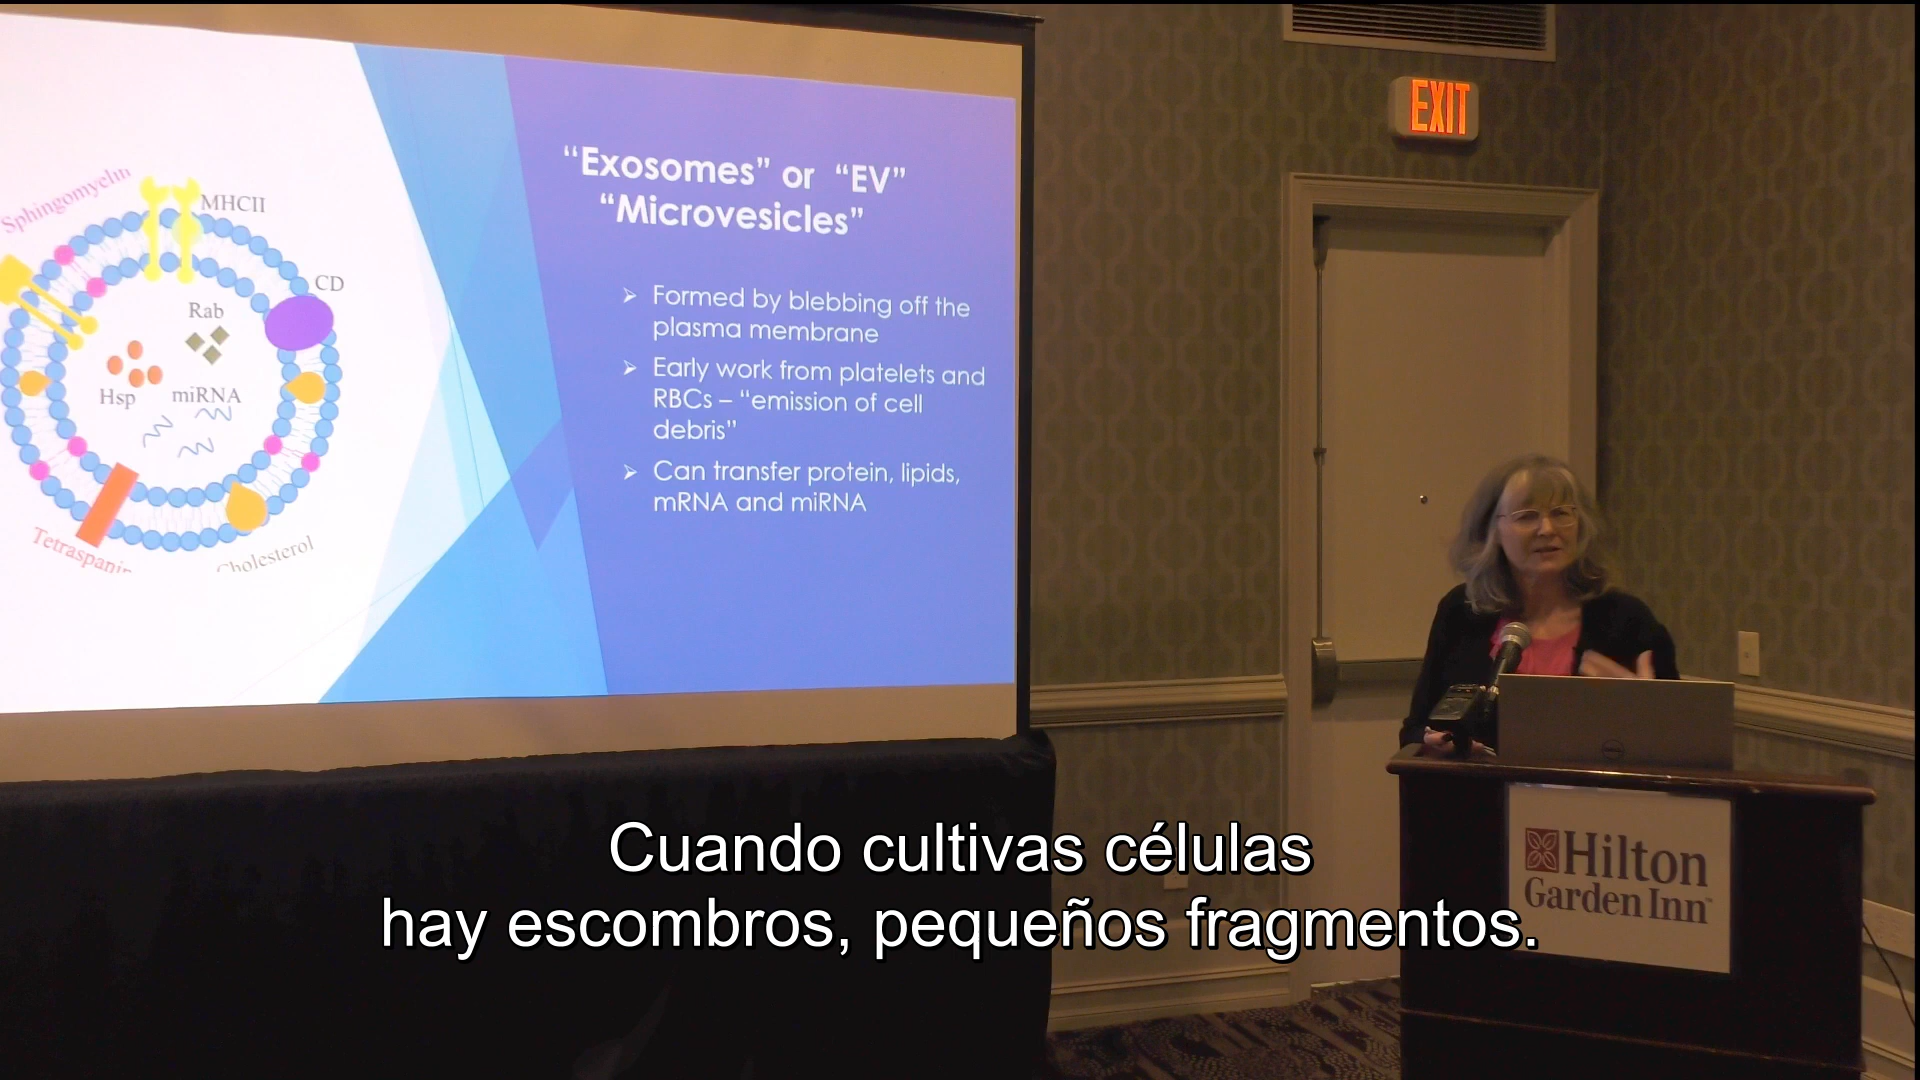 Sphingomyelin
MHCII
CD
Rab
Hsp
miRNA
Tetraspanin
Cholesterol
“Exosomes” or “EV”
“Microvesicles”
Formed by blebbing off the
plasma membrane
Early work from platelets and
RBCs – “emission of cell
debris”
Can transfer protein, lipids,
mRNA and miRNA
EXIT
DELL
Hilton
Garden Inn
Cuando cultivas células
hay escombros, pequeños fragmentos.